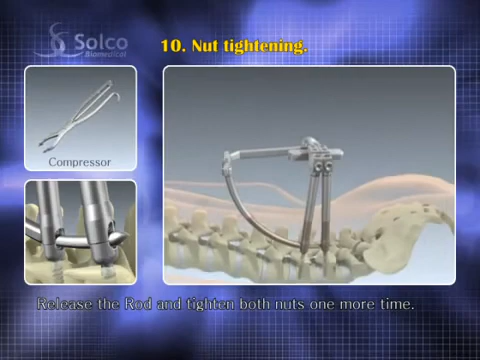 Solco
Biomedical
10. Nut tightening.
Compressor
Release the Rod and tighten both nuts one more time.